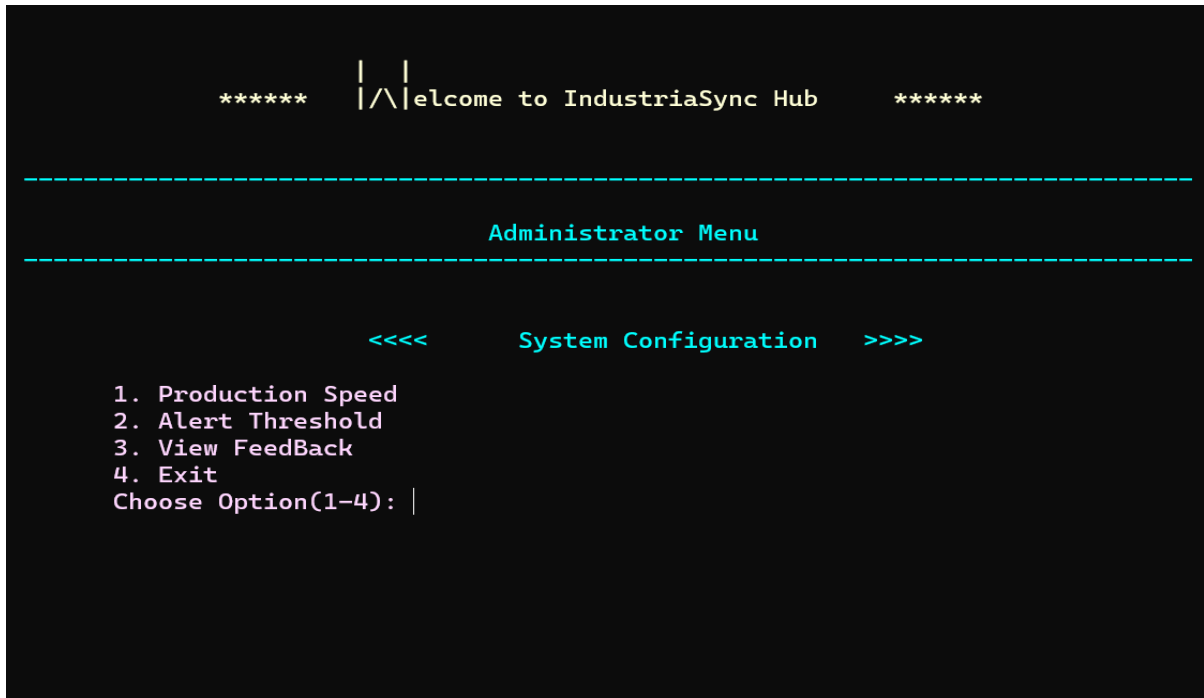 |  |
****** |/\|elcome to IndustriaSync Hub ******
------------------------------------------------------------------------------
Administrator Menu
------------------------------------------------------------------------------
<<<< System Configuration >>>>
1. Production Speed
2. Alert Threshold
3. View FeedBack
4. Exit
Choose Option(1-4):